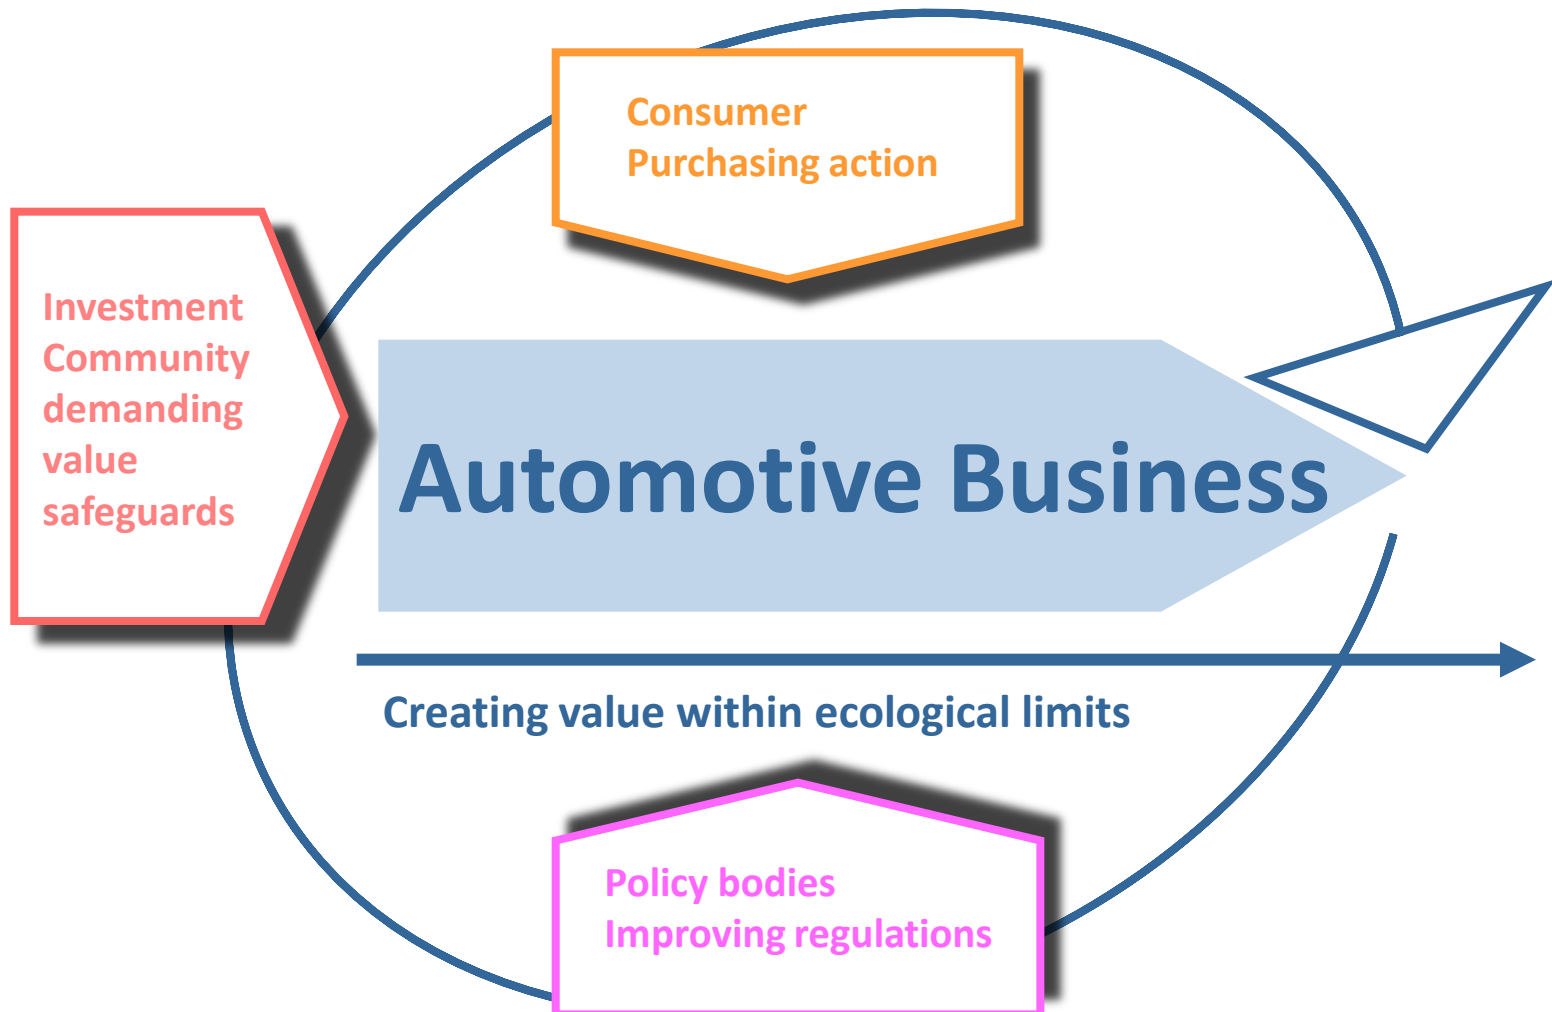 Consumer
Purchasing action
Investment
Community
demanding
value
safeguards
Automotive Business
Creating value within ecological limits
Policy bodies
Improving regulations